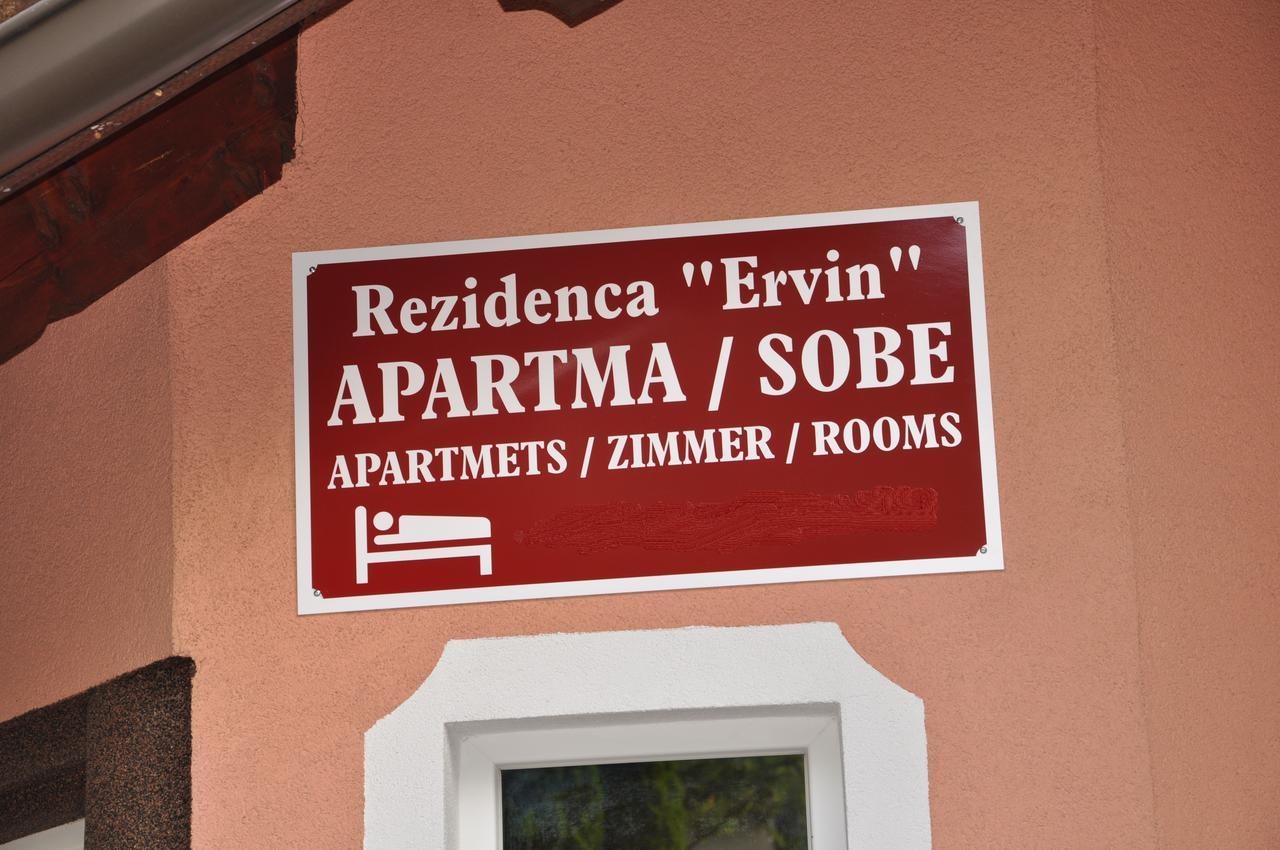 Rezidenca "Ervin"
APARTMA / SOBE
APARTMETS / ZIMMER / ROOMS